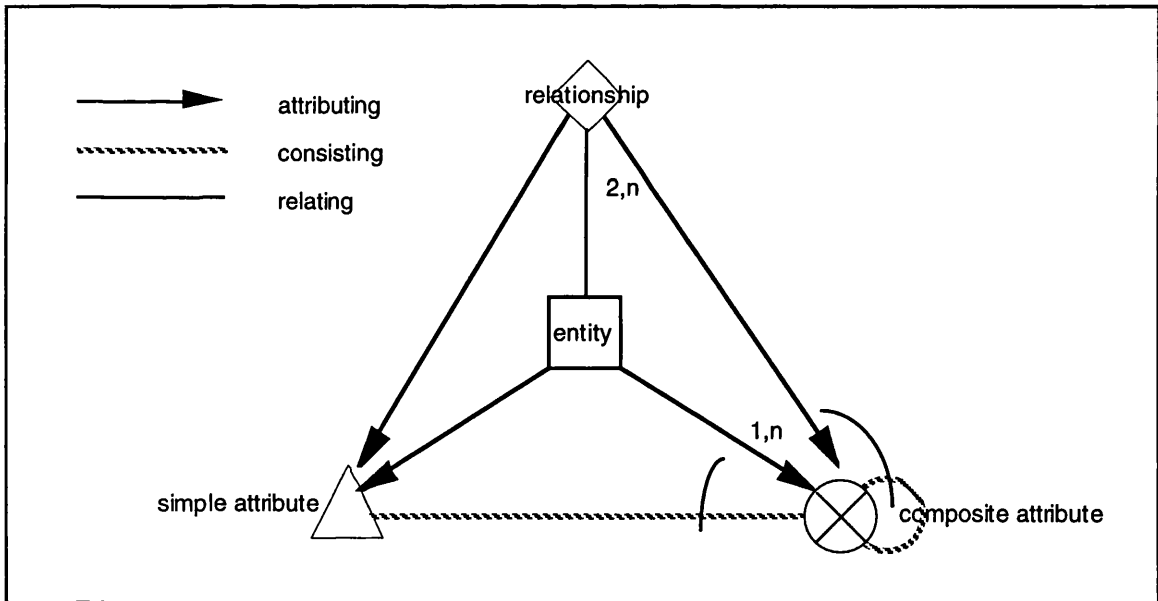 relationship
attributing
consisting
relating
2,n
entity
1,n
simple attribute
composite attribute